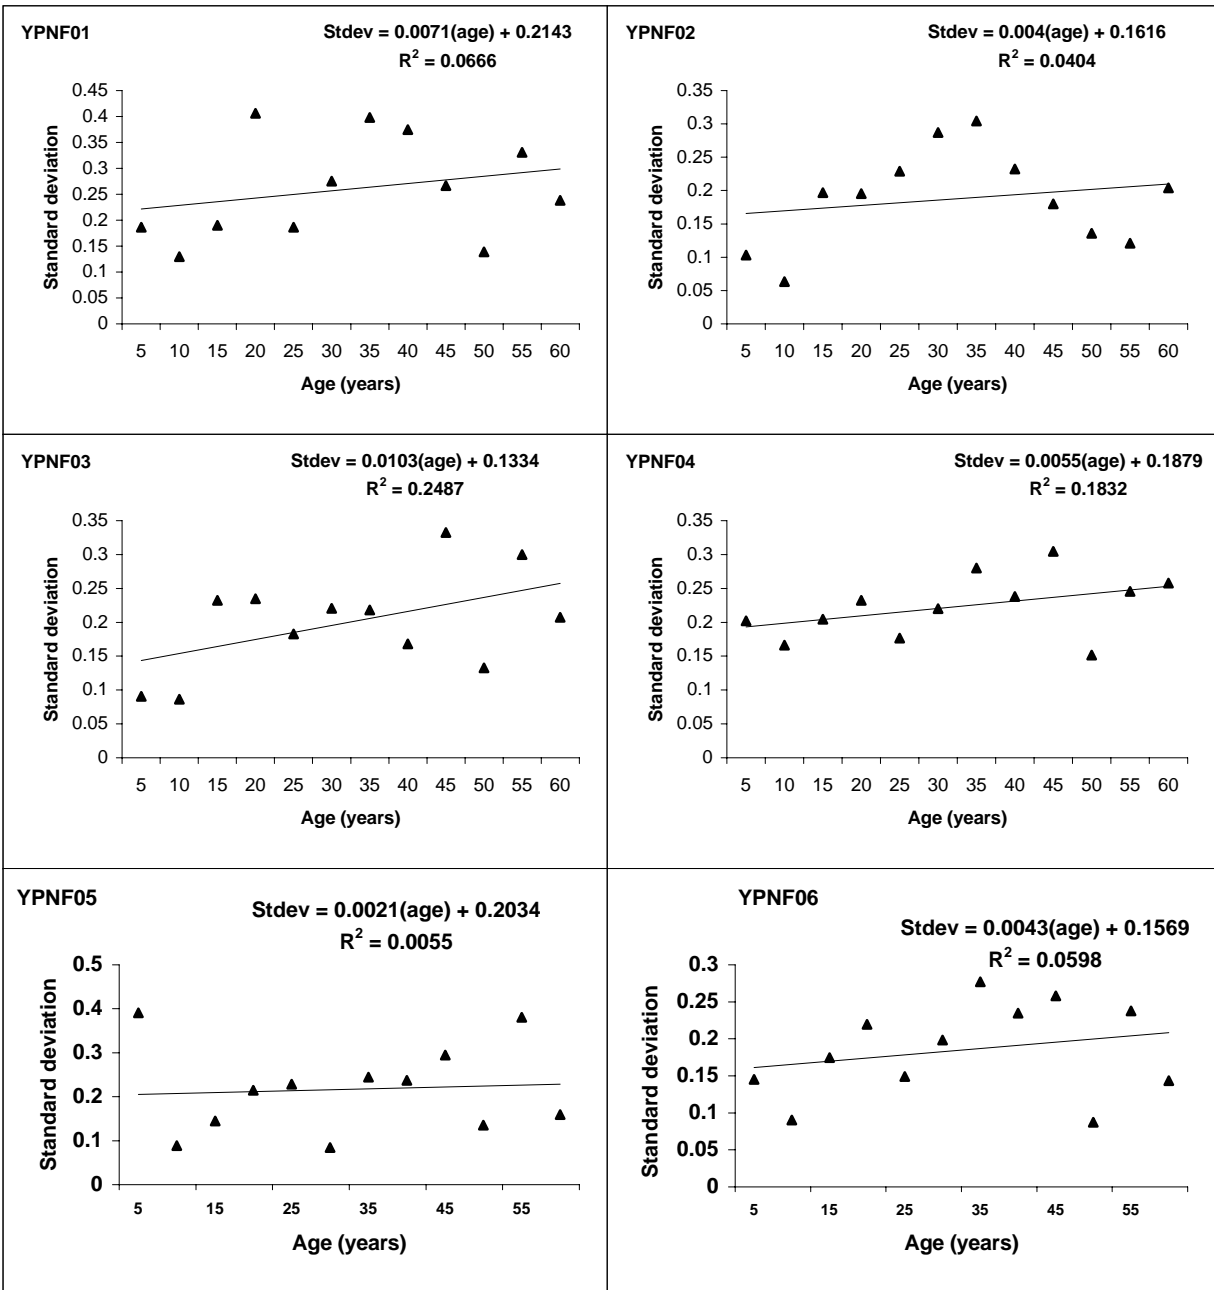 YPNF01
Stdev = 0.0071(age) + 0.2143
R² = 0.0666
Standard deviation
0.45
0.4
0.35
0.3
0.25
0.2
0.15
0.1
0.05
0
5 10 15 20 25 30 35 40 45 50 55 60
Age (years)
YPNF02
Stdev = 0.004(age) + 0.1616
R² = 0.0404
Standard deviation
0.35
0.3
0.25
0.2
0.15
0.1
0.05
0
5 10 15 20 25 30 35 40 45 50 55 60
Age (years)
YPNF03
Stdev = 0.0103(age) + 0.1334
R² = 0.2487
Standard deviation
0.35
0.3
0.25
0.2
0.15
0.1
0.05
0
5 10 15 20 25 30 35 40 45 50 55 60
Age (years)
YPNF04
Stdev = 0.0055(age) + 0.1879
R² = 0.1832
Standard deviation
0.35
0.3
0.25
0.2
0.15
0.1
0.05
0
5 10 15 20 25 30 35 40 45 50 55 60
Age (years)
YPNF05
Stdev = 0.0021(age) + 0.2034
R² = 0.0055
Standard deviation
0.5
0.4
0.3
0.2
0.1
0
5 15 25 35 45 55
Age (years)
YPNF06
Stdev = 0.0043(age) + 0.1569
R² = 0.0598
Standard deviation
0.3
0.25
0.2
0.15
0.1
0.05
0
5 15 25 35 45 55
Age (years)